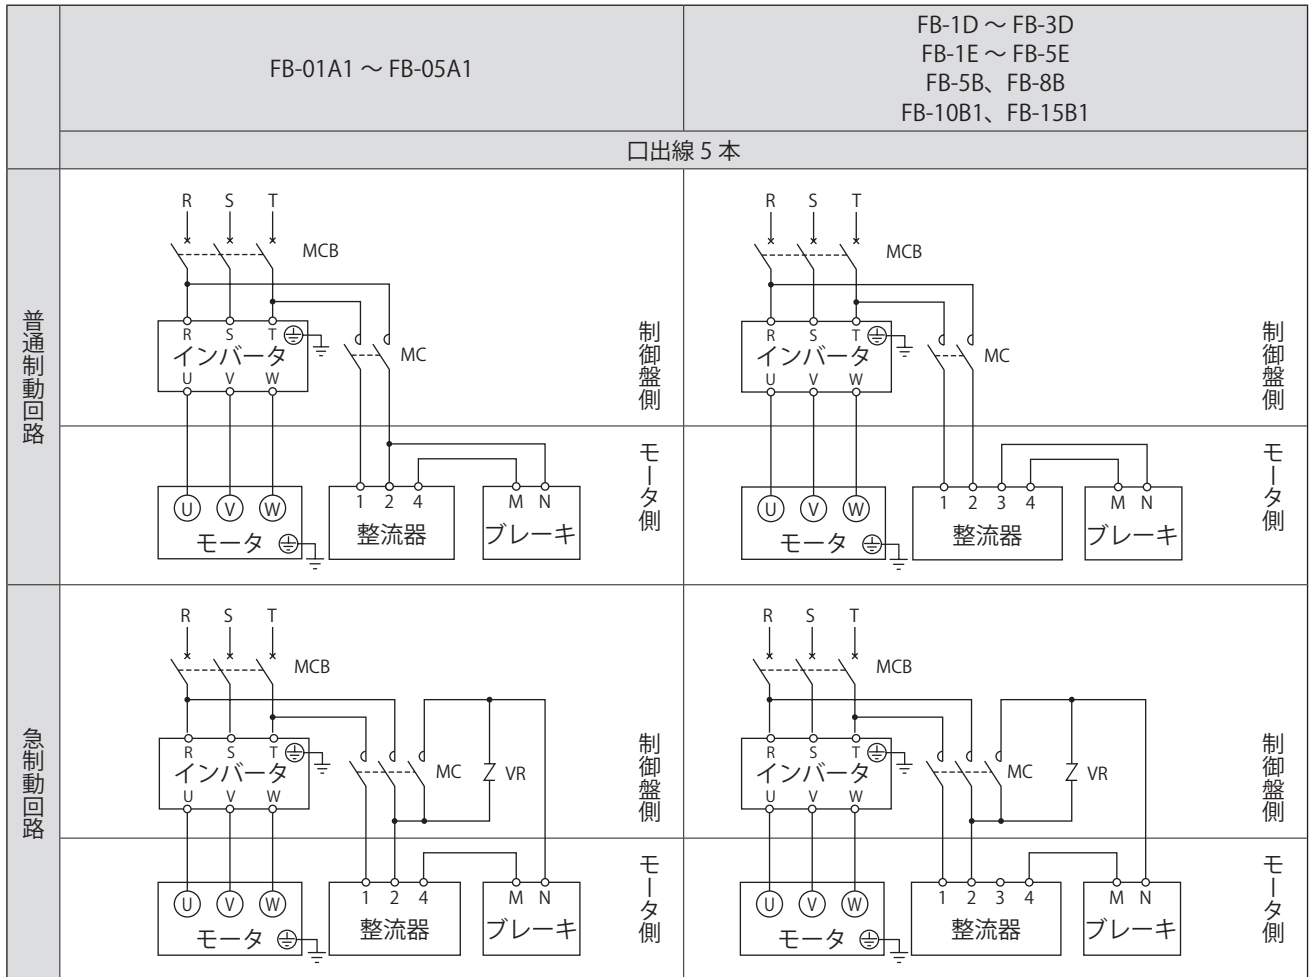 FB-01A1 ～ FB-05A1
FB-1D ～ FB-3D
FB-1E ～ FB-5E
FB-5B、FB-8B
FB-10B1、FB-15B1
口出線 5 本
普通制動回路
R S T
MCB
R S T
インバータ
U V W
MC
制御盤側
モータ側
U V W
モータ
1 2 4
整流器
M N
ブレーキ
R S T
MCB
R S T
インバータ
U V W
MC
制御盤側
モータ側
U V W
モータ
1 2 3 4
整流器
M N
ブレーキ
急制動回路
R S T
MCB
R S T
インバータ
U V W
MC
VR
制御盤側
モータ側
U V W
モータ
1 2 4
整流器
M N
ブレーキ
R S T
MCB
R S T
インバータ
U V W
MC
VR
制御盤側
モータ側
U V W
モータ
1 2 3 4
整流器
M N
ブレーキ